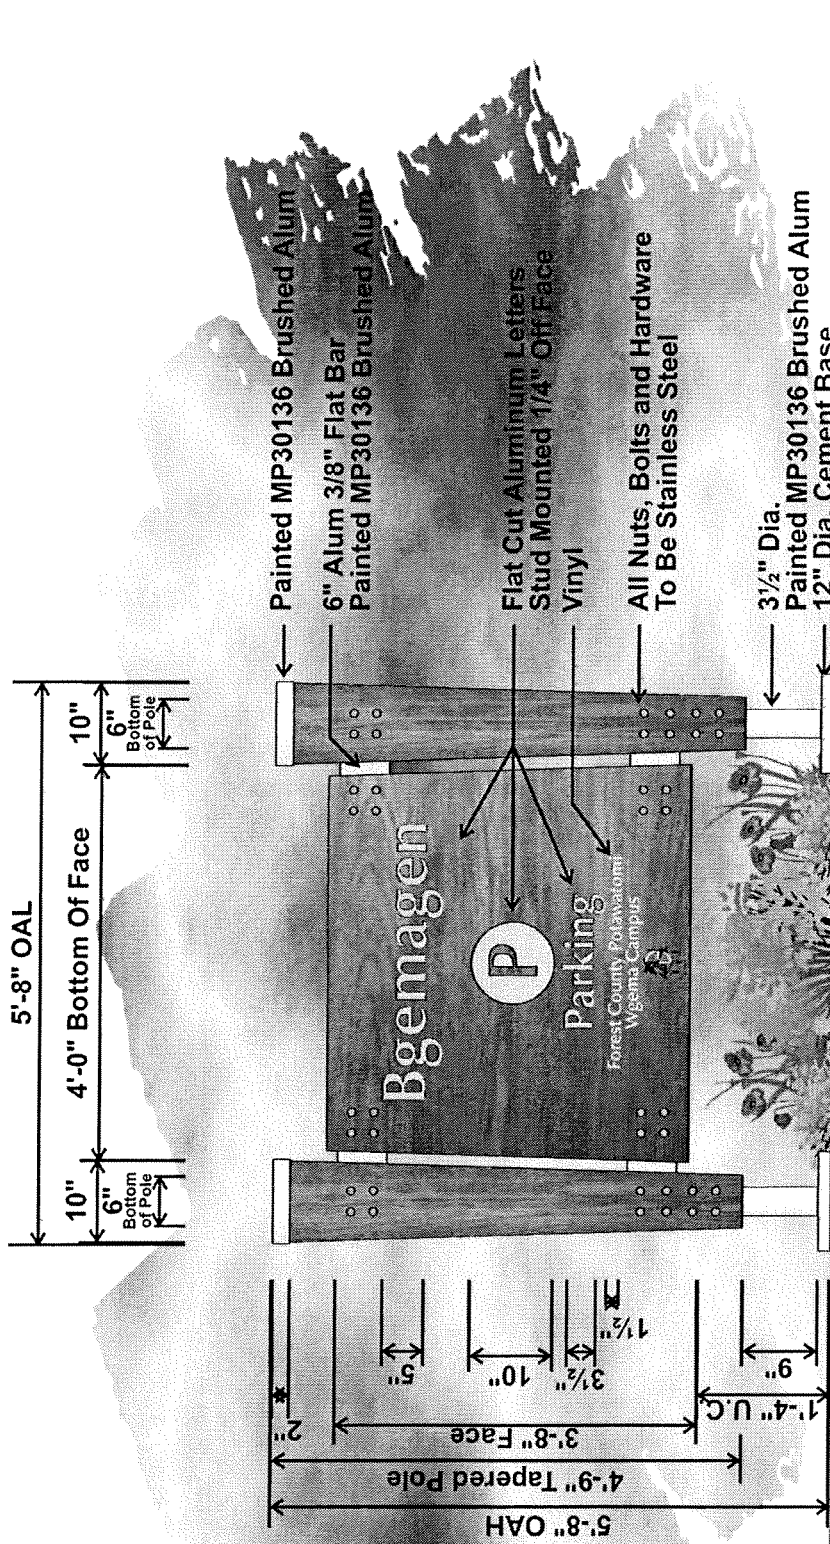 5'-8" OAL
10"
4'-0" Bottom Of Face
10"
6"
Bottom
of Pole
6"
Bottom
of Pole
Painted MP30136 Brushed Alum
6" Alum 3/8" Flat Bar
Painted MP30136 Brushed Alum
Flat Cut Aluminum Letters
Stud Mounted 1/4" Off Face
Vinyl
All Nuts, Bolts and Hardware
To Be Stainless Steel
3½" Dia.
Painted MP30136 Brushed Alum
12" Dia. Cement Base
Bgemagen
P
Parking
Forest County Potawatomi
Wgema Campus
2"
5"
10"
3½"
1½"
9"
1'-4" U.C.
3'-8" Face
4'-9" Tapered Pole
5'-8" OAH